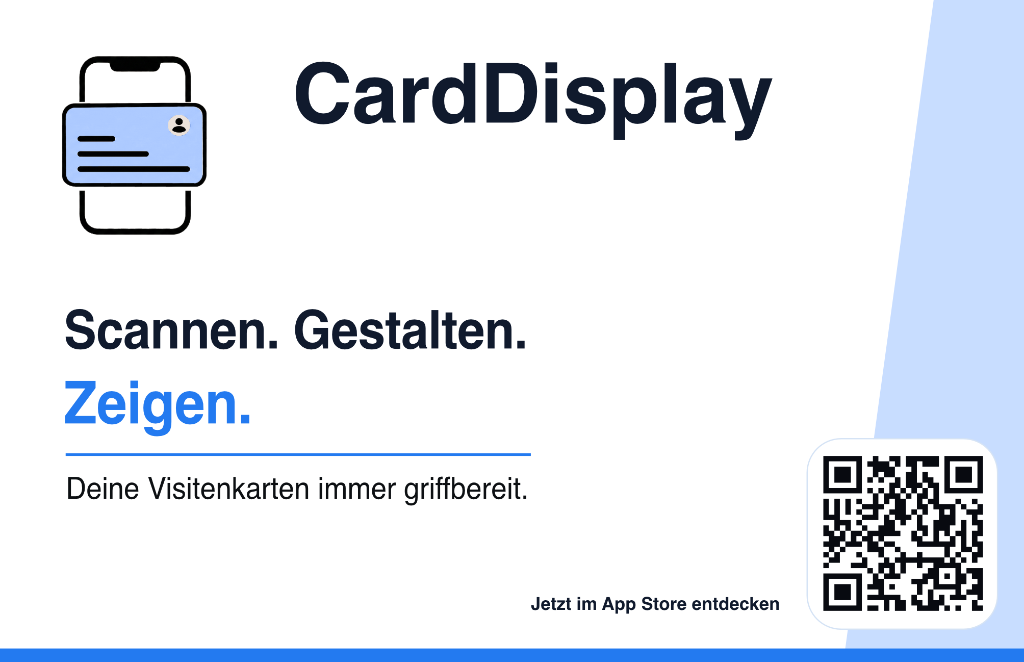 CardDisplay
Scannen. Gestalten.
Zeigen.
Deine Visitenkarten immer griffbereit.
Jetzt im App Store entdecken